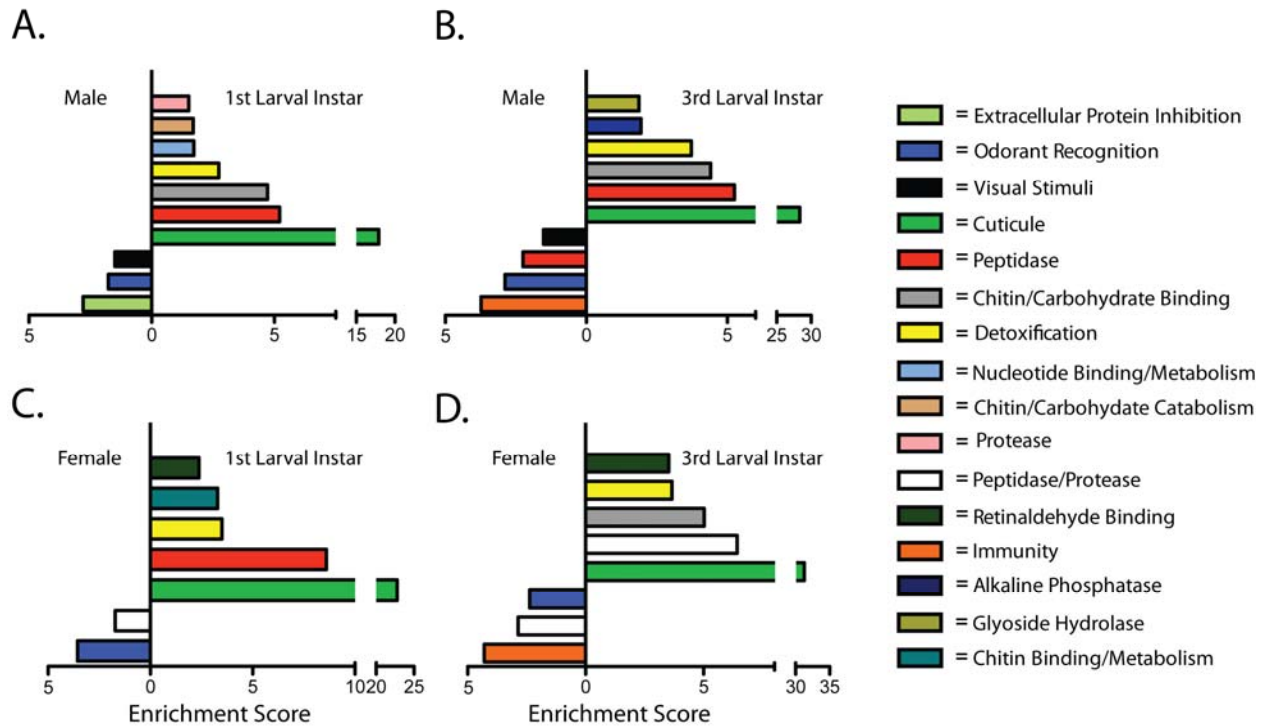 A.
Male
1st Larval Instar
5
0
5
15
20
B.
Male
3rd Larval Instar
5
0
5
25
30
C.
Female
1st Larval Instar
5
0
5
10
20
25
Enrichment Score
D.
Female
3rd Larval Instar
5
0
5
30
35
Enrichment Score
= Extracellular Protein Inhibition
= Odorant Recognition
= Visual Stimuli
= Cuticule
= Peptidase
= Chitin/Carbohydrate Binding
= Detoxification
= Nucleotide Binding/Metabolism
= Chitin/Carbohydate Catabolism
= Protease
= Peptidase/Protease
= Retinaldehyde Binding
= Immunity
= Alkaline Phosphatase
= Glyoside Hydrolase
= Chitin Binding/Metabolism